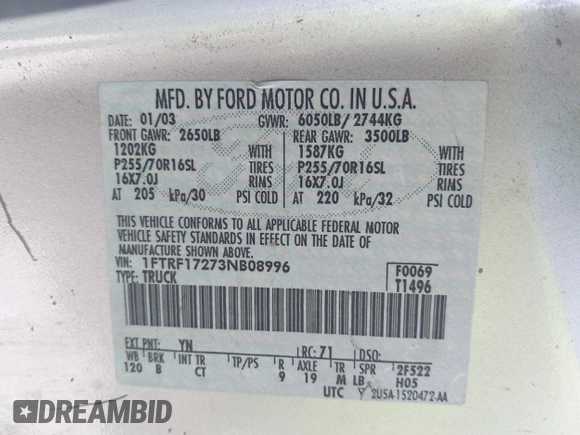 MFD. BY FORD MOTOR CO. IN U.S.A.
DATE: 01/03 GVWR: 6050LB/ 2744KG
FRONT GAWR: 2650LB REAR GAWR: 3500LB
1202KG WITH 1587KG WITH
P255/70R16SL TIRES P255/70R16SL TIRES
16X7.0J RIMS 16X7.0J RIMS
AT 205 kPa/30 PSI COLD AT 220 kPa/32 PSI COLD
THIS VEHICLE CONFORMS TO ALL APPLICABLE FEDERAL MOTOR
VEHICLE SAFETY STANDARDS IN EFFECT ON THE DATE OF
MANUFACTURE SHOWN ABOVE.
VIN: 1FTRF17273NB08996 F0069
TYPE: TRUCK T1496
EXT PNT: YN RC: 71 DSO:
WB BRK INT TR TP/PS R AXLE TR SPR 2F522
120 B CT 9 19 M LB H05
UTC 2USA-1520472-AA
DREAMBID